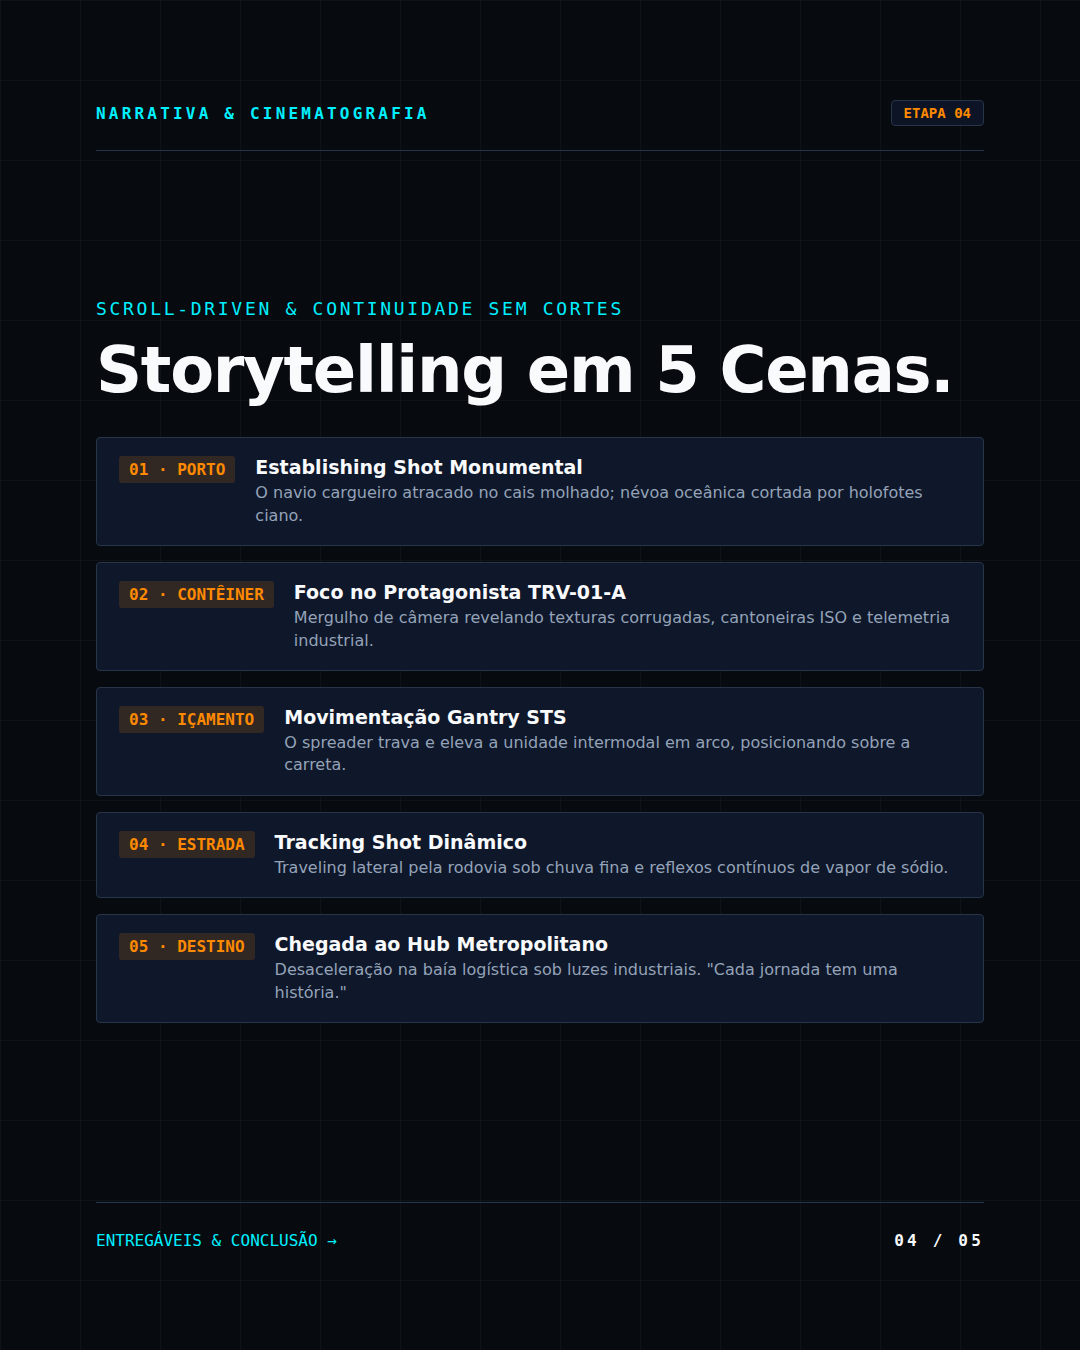 NARRATIVA & CINEMATOGRAFIA
ETAPA 04
SCROLL-DRIVEN & CONTINUIDADE SEM CORTES
Storytelling em 5 Cenas.
01 · PORTO
Establishing Shot Monumental
O navio cargueiro atracado no cais molhado; névoa oceânica cortada por holofotes
ciano.
02 · CONTÊINER
Foco no Protagonista TRV-01-A
Mergulho de câmera revelando texturas corrugadas, cantoneiras ISO e telemetria
industrial.
03 · IÇAMENTO
Movimentação Gantry STS
O spreader trava e eleva a unidade intermodal em arco, posicionando sobre a
carreta.
04 · ESTRADA
Tracking Shot Dinâmico
Traveling lateral pela rodovia sob chuva fina e reflexos contínuos de vapor de sódio.
05 · DESTINO
Chegada ao Hub Metropolitano
Desaceleração na baía logística sob luzes industriais. "Cada jornada tem uma
história."
ENTREGÁVEIS & CONCLUSÃO →
04 / 05